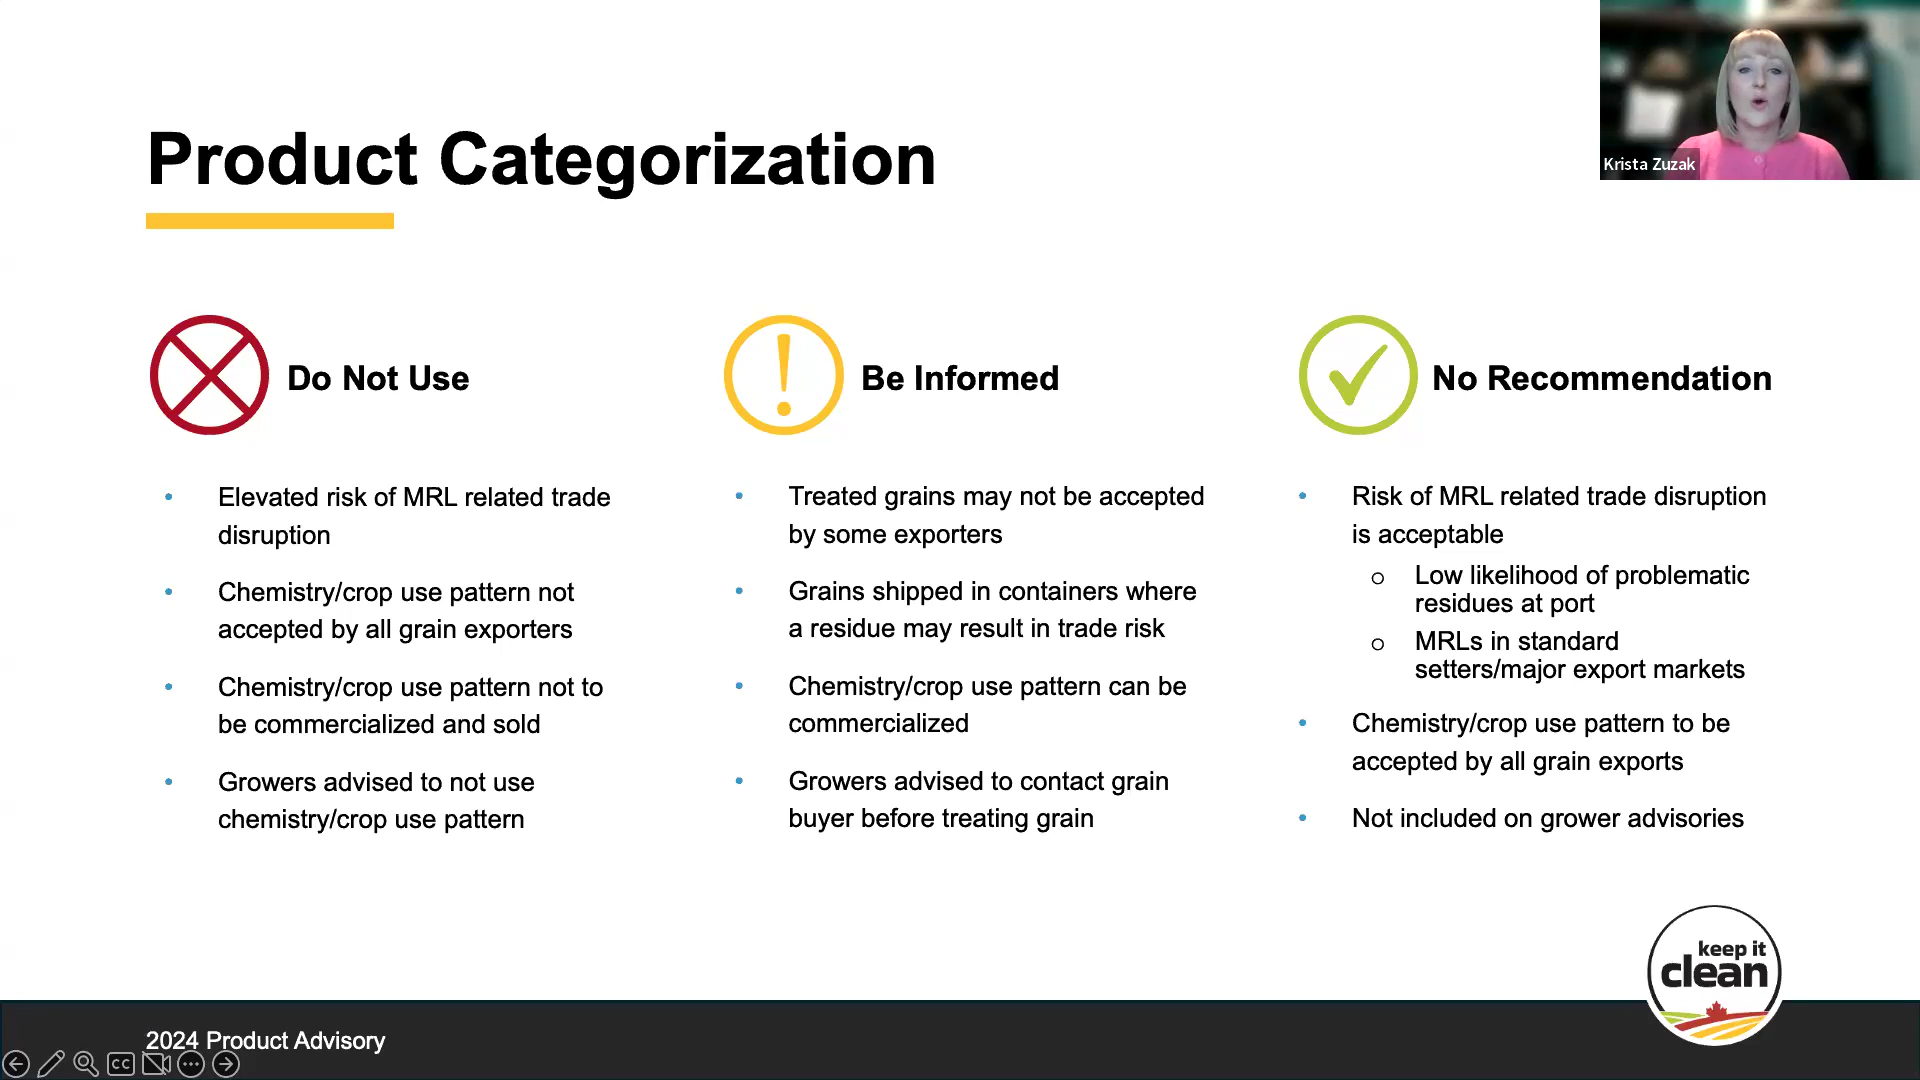 Krista Zuzak
Product Categorization
Do Not Use
Elevated risk of MRL related trade
disruption
Chemistry/crop use pattern not
accepted by all grain exporters
Chemistry/crop use pattern not to
be commercialized and sold
Growers advised to not use
chemistry/crop use pattern
Be Informed
Treated grains may not be accepted
by some exporters
Grains shipped in containers where
a residue may result in trade risk
Chemistry/crop use pattern can be
commercialized
Growers advised to contact grain
buyer before treating grain
No Recommendation
Risk of MRL related trade disruption
is acceptable
Low likelihood of problematic
residues at port
MRLs in standard
setters/major export markets
Chemistry/crop use pattern to be
accepted by all grain exports
Not included on grower advisories
keep it
clean
2024 Product Advisory
CC